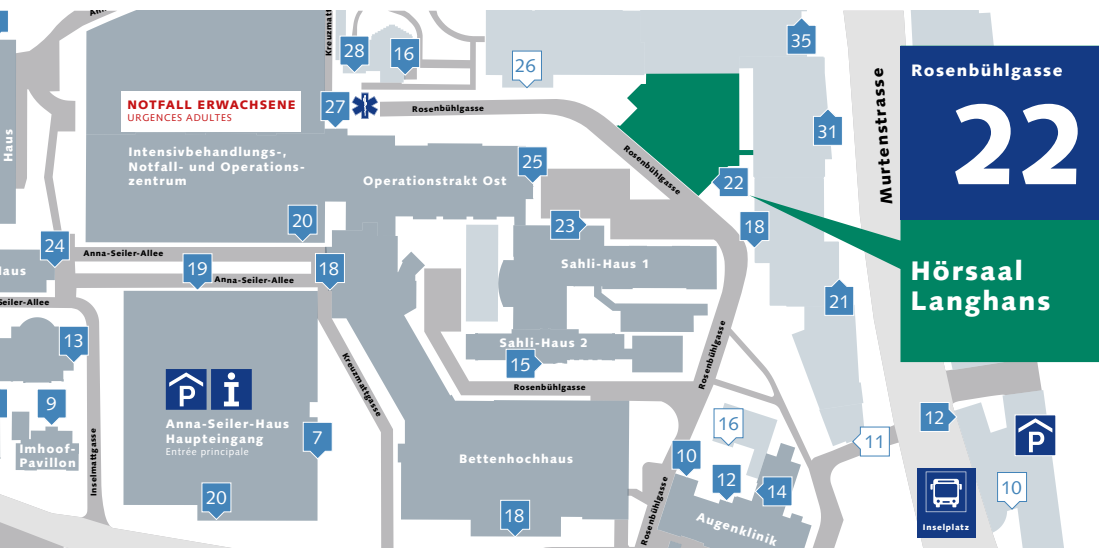 Anna-
Kreuzmatt
28
16
26
35
Rosenbühlgasse
22
NOTFALL ERWACHSENE
URGENCES ADULTES
27
Rosenbühlgasse
Murtenstrasse
31
Haus
Intensivbehandlungs-,
Notfall- und Operations-
zentrum
Operationstrakt Ost
25
Rosenbühlgasse
22
20
23
18
24
Anna-Seiler-Allee
19
Anna-Seiler-Allee
18
Sahli-Haus 1
Hörsaal
Langhans
Haus
Seiler-Allee
21
13
Sahli-Haus 2
15
Rosenbühlgasse
Rosenbühlgasse
Kreuzmattgasse
9
P i
Anna-Seiler-Haus
Haupteingang
Entrée principale
7
16
12
P
11
Imhoof-
Pavillon
Inselmattgasse
Bettenhochhaus
10
12
14
10
20
18
Rosenbühlgasse
Augenklinik
Inselplatz